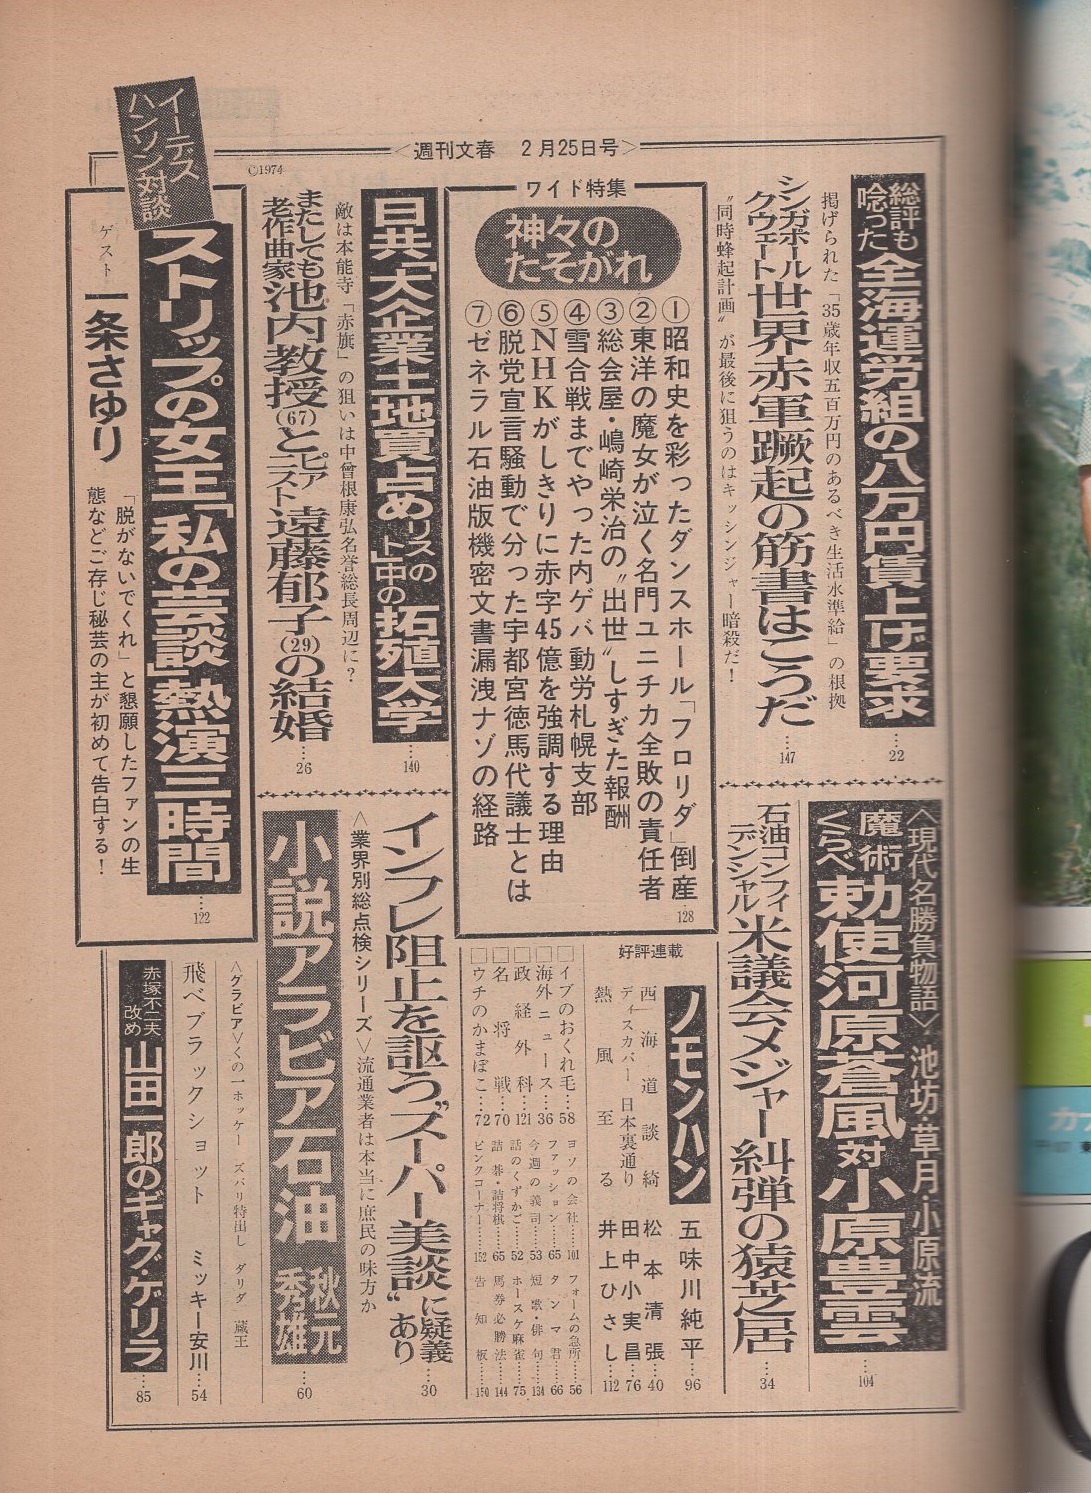 週刊文春　2月25日号
©1974
総評も唸った 全海運労組の八万円賃上げ要求……22
掲げられた「35歳年収五百万円のあるべき生活水準給」の根拠
シンガポール クウェート 世界赤軍蹶起の筋書はこうだ……147
〝同時蜂起計画〟が最後に狙うのはキッシンジャー暗殺だ！
ワイド特集
神々のたそがれ
①昭和史を彩ったダンスホール「フロリダ」倒産
②東洋の魔女が泣く名門ユニチカ全敗の責任者
③総会屋・嶋崎栄治の〝出世〟しすぎた報酬
④雪合戦までやった内ゲバ動労札幌支部
⑤NHKがしきりに赤字45億を強調する理由
⑥脱党宣言騒動で分った宇都宮徳馬代議士とは
⑦ゼネラル石油版機密文書漏洩ナゾの経路
128
日共「大企業土地買占めリスト」の中の拓殖大学……140
敵は本能寺「赤旗」の狙いは中曾根康弘名誉総長周辺に？
またしても老作曲家 池内教授(67)とピアニスト遠藤郁子(29)の結婚……26
イーデス・ハンソン対談
ストリップの女王「私の芸談」熱演三時間……122
ゲスト 一条さゆり
「脱がないでくれ」と懇願したファンの生
態などご存じ秘芸の主が初めて告白する！
〈現代名勝負物語〉池坊・草月・小原流
魔術くらべ 勅使河原蒼風対小原豊雲……104
石油コンフィデンシャル 米議会メジャー糾弾の猿芝居……34
好評連載
ノモンハン 五味川純平……96
西海道談綺 松本清張……40
ディスカバー日本裏通り 田中小実昌……76
熱風至る 井上ひさし……112
□イブのおくれ毛……58
□海外ニュース……36
□政経外科……121
□名将戦……70
□ウチのかまぼこ……72
ヨソの会社……101
ファッション……65
今週の義司……53
話のくずかご……52
詰碁・詰将棋……65
ピンクコーナー……152
フォームの急所……56
タンマ君……66
短歌・俳句……134
ホースケ麻雀……75
馬券必勝法……144
告知板……150
インフレ阻止を謳う〝スーパー美談〟に疑義あり……30
〈業界別総点検シリーズ〉流通業者は本当に庶民の味方か
小説アラビア石油 秋元秀雄……60
〈グラビア〉くの一ホッケー ズバリ特出し ダリダ 蔵王
飛べブラックショット ミッキー安川……54
赤塚不二夫改め 山田一郎のギャグ・ゲリラ……85